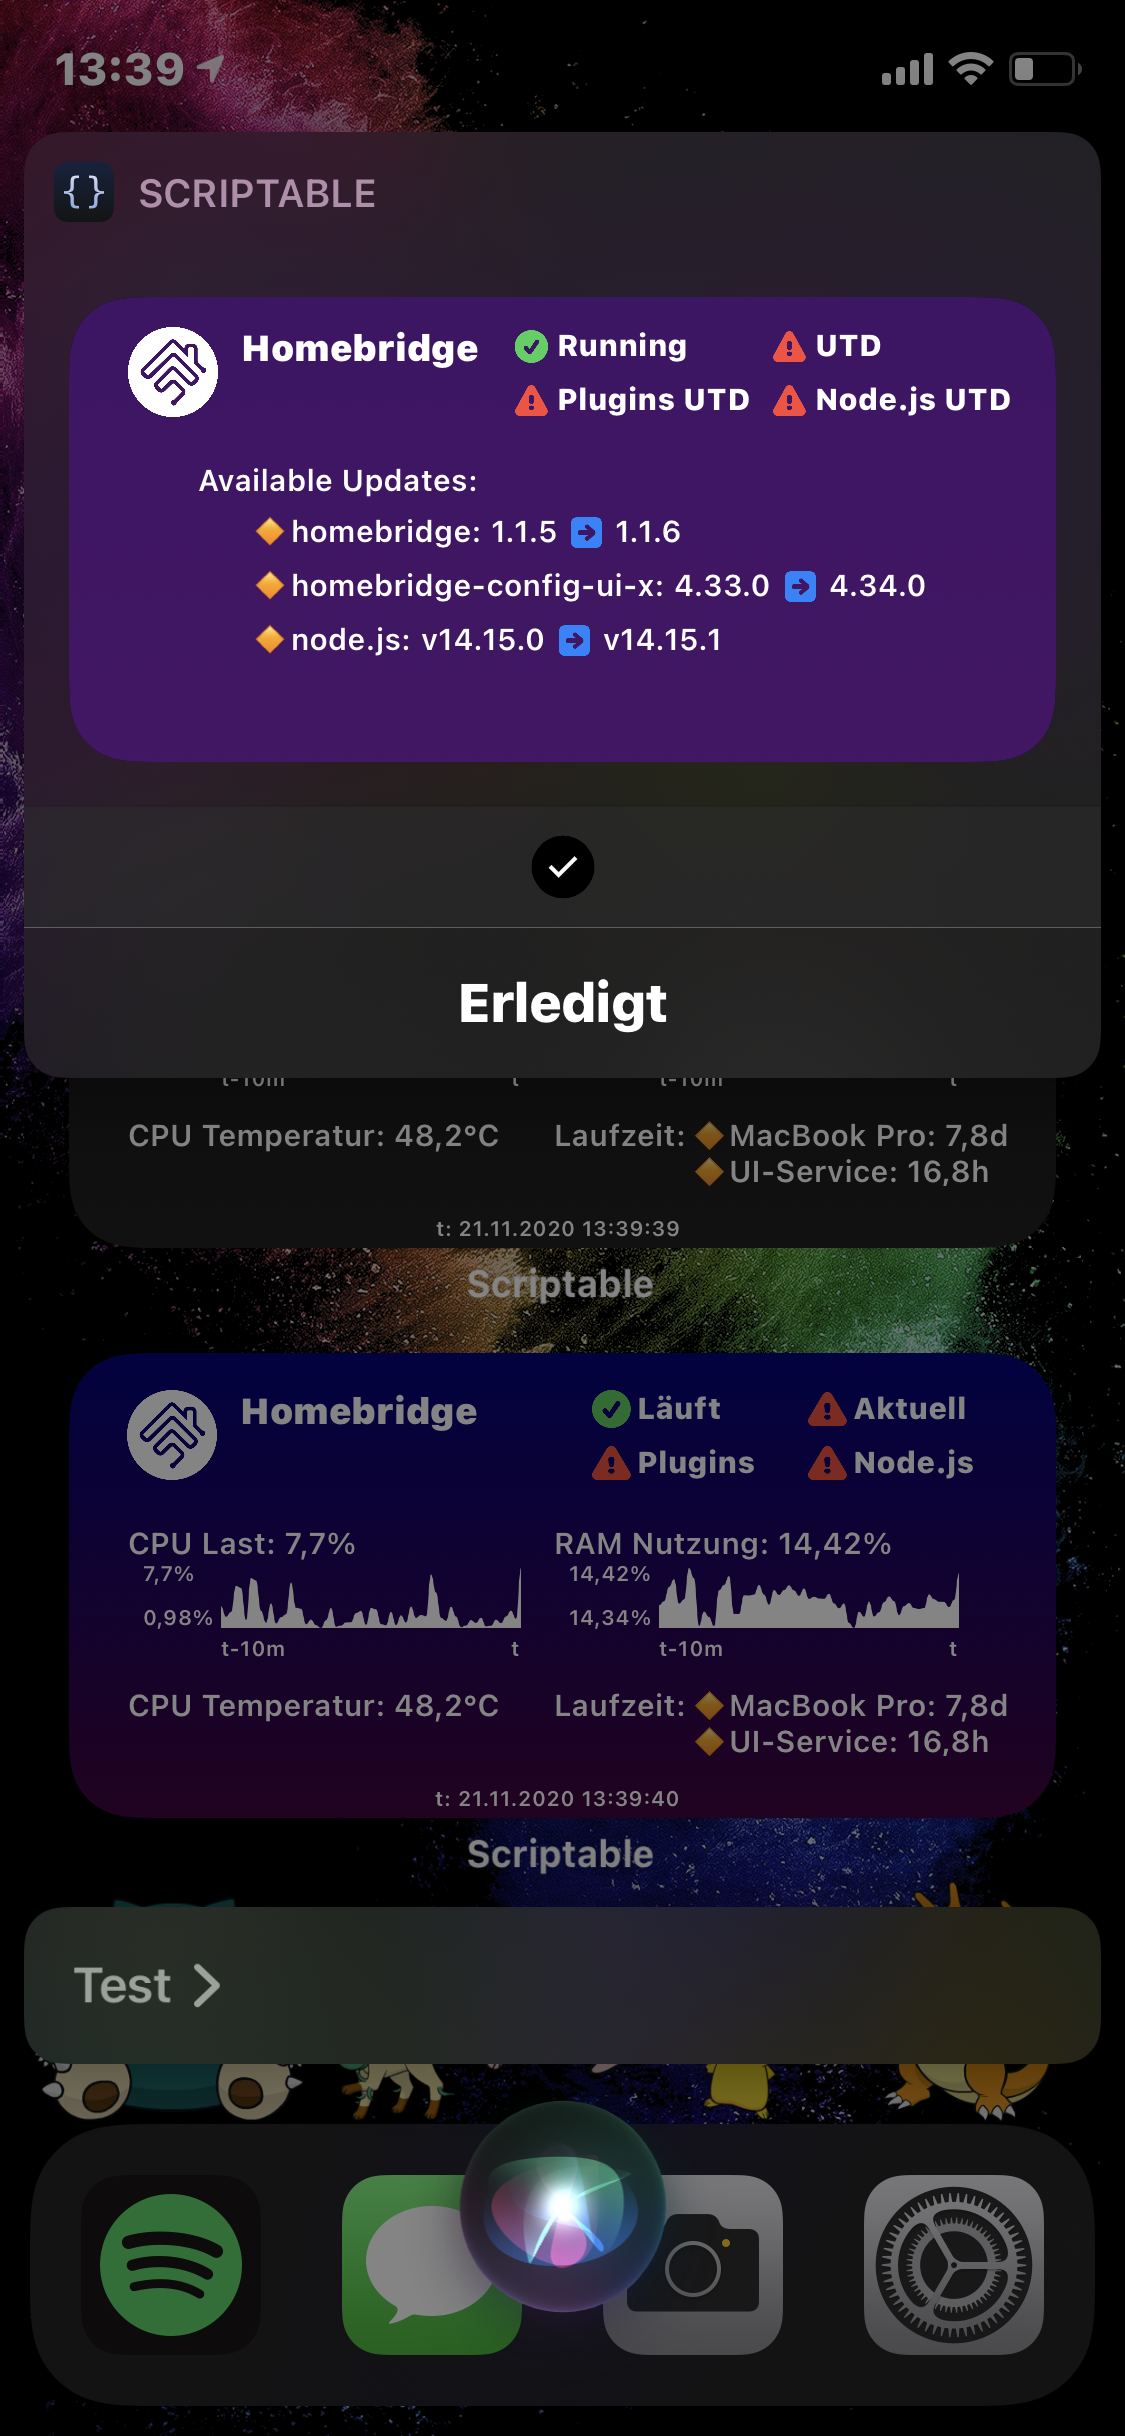 13:39
{} SCRIPTABLE
Homebridge
Running
UTD
Plugins UTD
Node.js UTD
Available Updates:
homebridge: 1.1.5 ➡ 1.1.6
homebridge-config-ui-x: 4.33.0 ➡ 4.34.0
node.js: v14.15.0 ➡ v14.15.1
Erledigt
t-10m t t-10m t
CPU Temperatur: 48,2°C
Laufzeit: 🔸MacBook Pro: 7,8d
🔸UI-Service: 16,8h
t: 21.11.2020 13:39:39
Scriptable
Homebridge
Läuft
Aktuell
Plugins
Node.js
CPU Last: 7,7%
7,7%
0,98%
t-10m t
RAM Nutzung: 14,42%
14,42%
14,34%
t-10m t
CPU Temperatur: 48,2°C
Laufzeit: 🔸MacBook Pro: 7,8d
🔸UI-Service: 16,8h
t: 21.11.2020 13:39:40
Scriptable
Test >